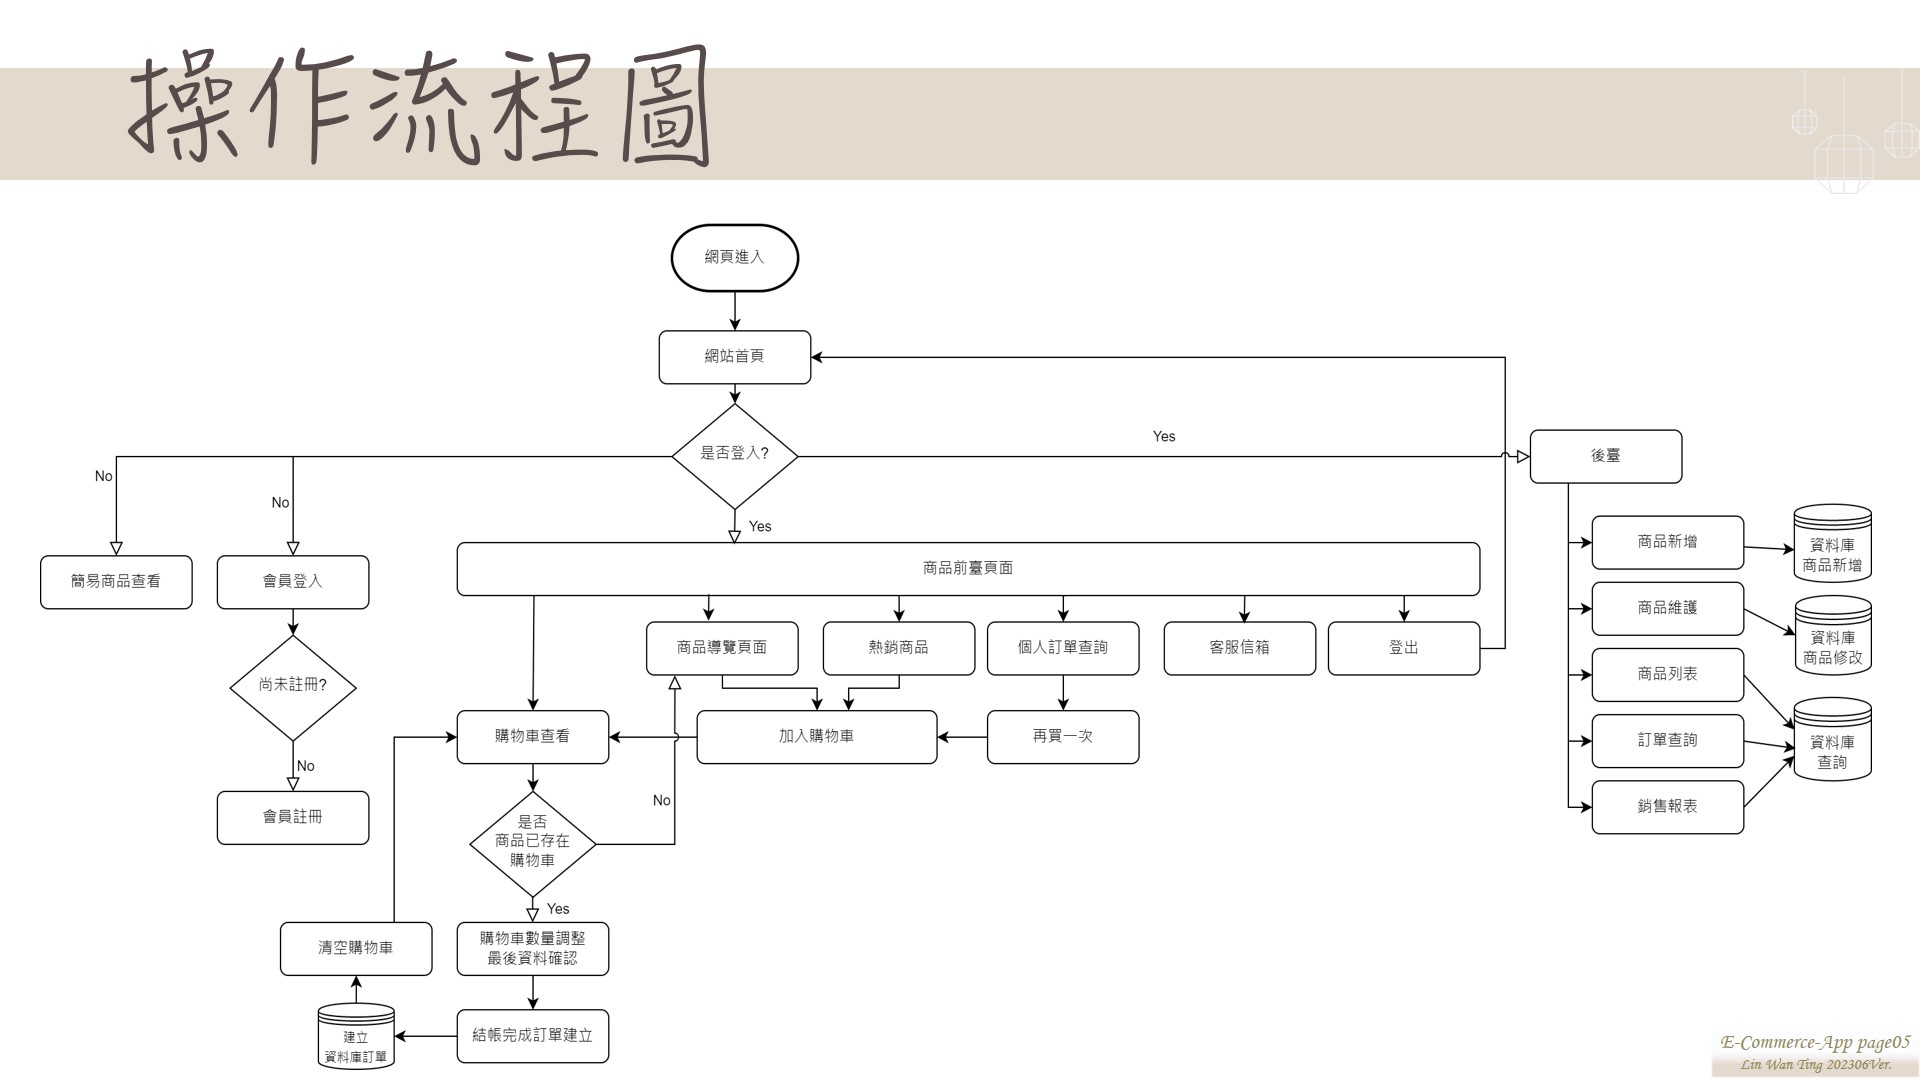 操作流程圖
網頁進入
網站首頁
是否登入?
Yes
後臺
No
No
Yes
簡易商品查看
會員登入
商品前臺頁面
商品新增
資料庫
商品新增
商品維護
資料庫
商品修改
商品導覽頁面
熱銷商品
個人訂單查詢
客服信箱
登出
商品列表
尚未註冊?
購物車查看
加入購物車
再買一次
訂單查詢
資料庫
查詢
No
No
銷售報表
會員註冊
是否
商品已存在
購物車
Yes
清空購物車
購物車數量調整
最後資料確認
建立
資料庫訂單
結帳完成訂單建立
E-Commerce-App page05
Lin Wan Ting 202306Ver.